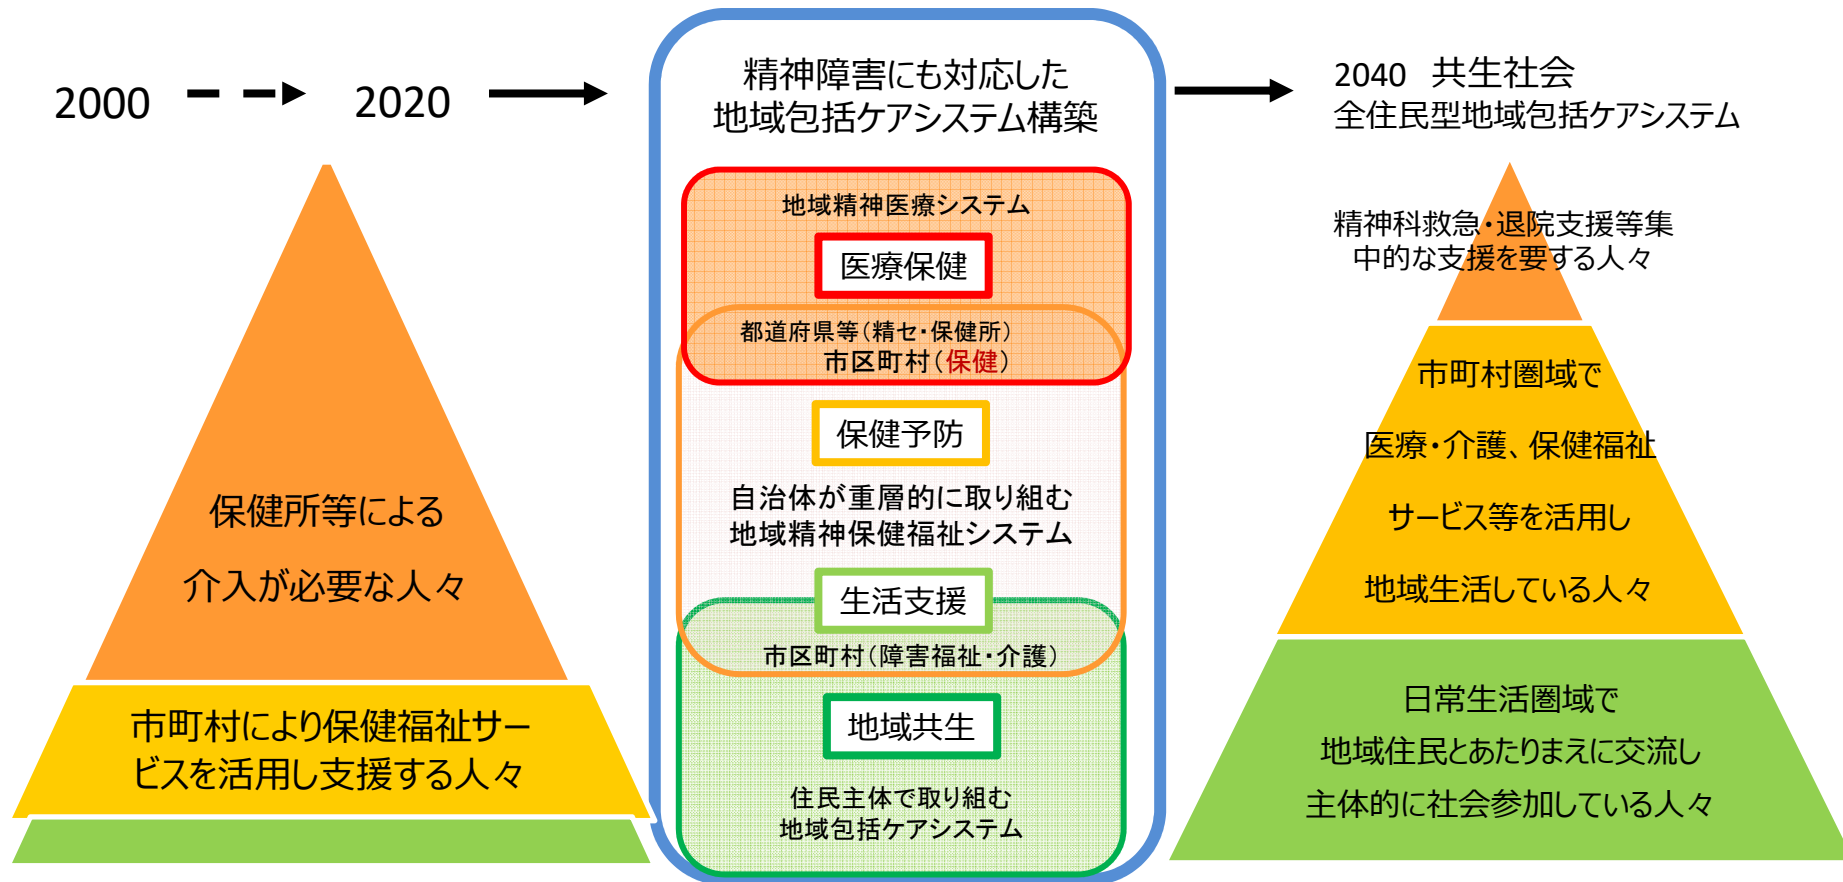 2000
2020
保健所等による
介入が必要な人々
市町村により保健福祉サー
ビスを活用し支援する人々
精神障害にも対応した
地域包括ケアシステム構築
地域精神医療システム
医療保健
都道府県等(精セ・保健所)
市区町村(保健)
保健予防
自治体が重層的に取り組む
地域精神保健福祉システム
生活支援
市区町村(障害福祉・介護)
地域共生
住民主体で取り組む
地域包括ケアシステム
2040 共生社会
全住民型地域包括ケアシステム
精神科救急・退院支援等集
中的な支援を要する人々
市町村圏域で
医療・介護、保健福祉
サービス等を活用し
地域生活している人々
日常生活圏域で
地域住民とあたりまえに交流し
主体的に社会参加している人々